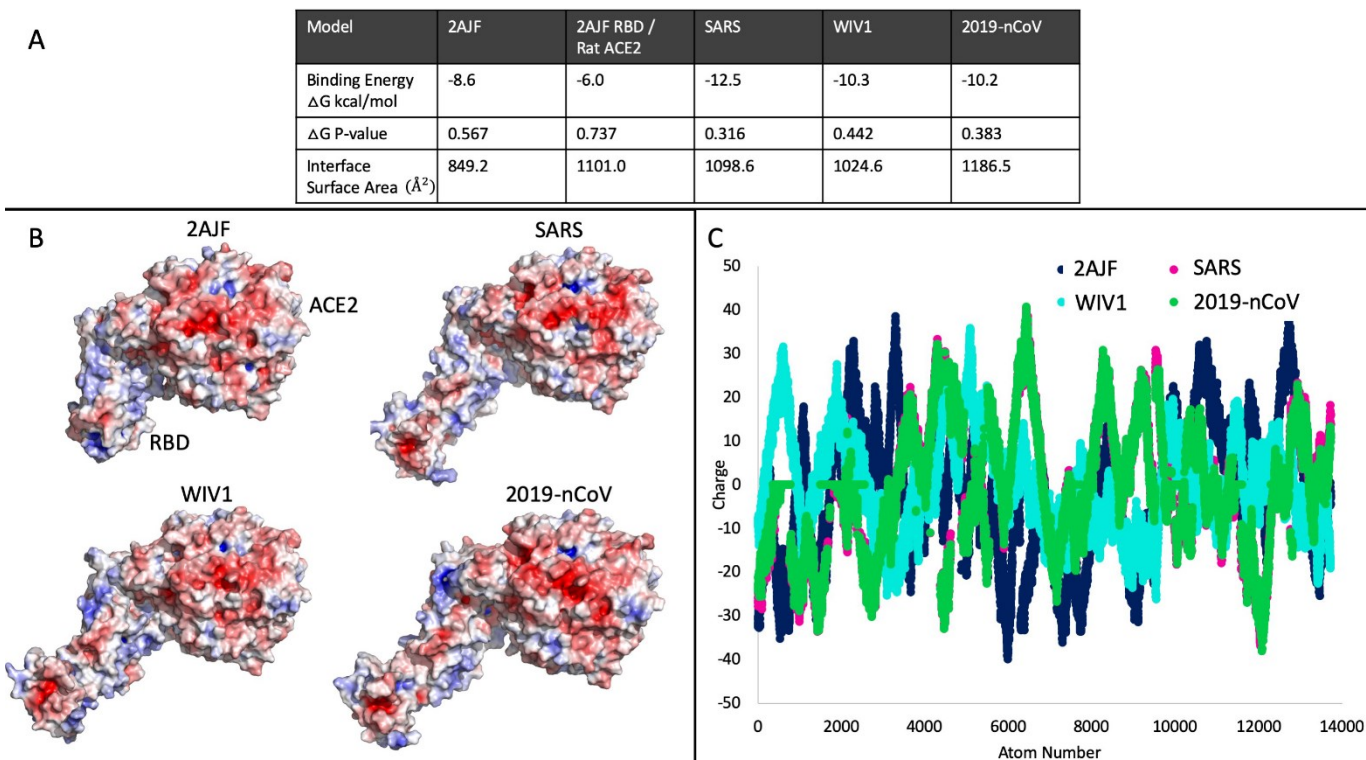 A
Model 2AJF 2AJF RBD / SARS WIV1 2019-nCoV
Rat ACE2
Binding Energy -8.6 -6.0 -12.5 -10.3 -10.2
△G kcal/mol
△G P-value 0.567 0.737 0.316 0.442 0.383
Interface 849.2 1101.0 1098.6 1024.6 1186.5
Surface Area (Å²)
B
2AJF
SARS
ACE2
RBD
WIV1
2019-nCoV
C
2AJF SARS
WIV1 2019-nCoV
50
40
30
20
10
0
-10
-20
-30
-40
-50
Charge
0 2000 4000 6000 8000 10000 12000 14000
Atom Number